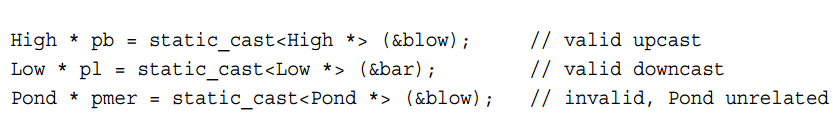 High * pb = static_cast<High *> (&blow);     // valid upcast
Low * pl = static_cast<Low *> (&bar);        // valid downcast
Pond * pmer = static_cast<Pond *> (&blow);   // invalid, Pond unrelated